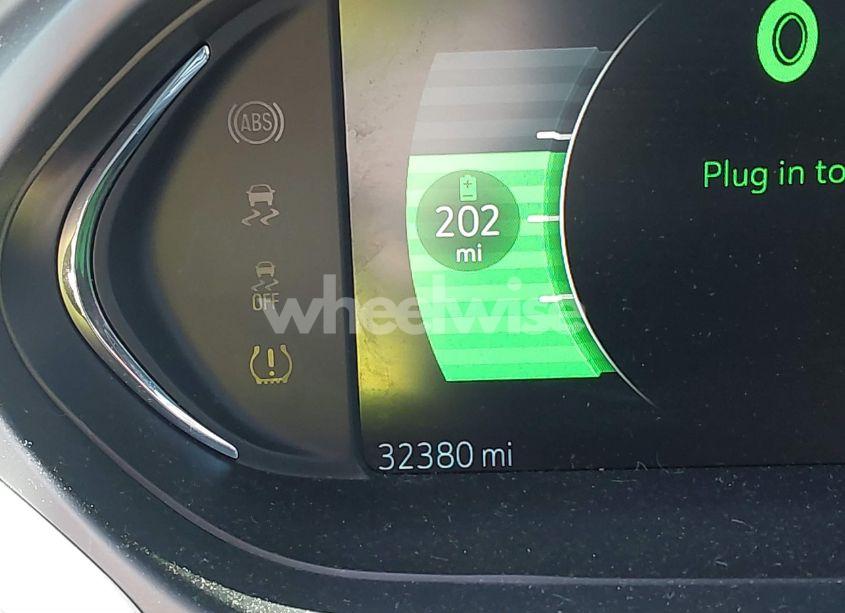 ABS
Plug in to
202
mi
OFF
wheelwise
32380 mi